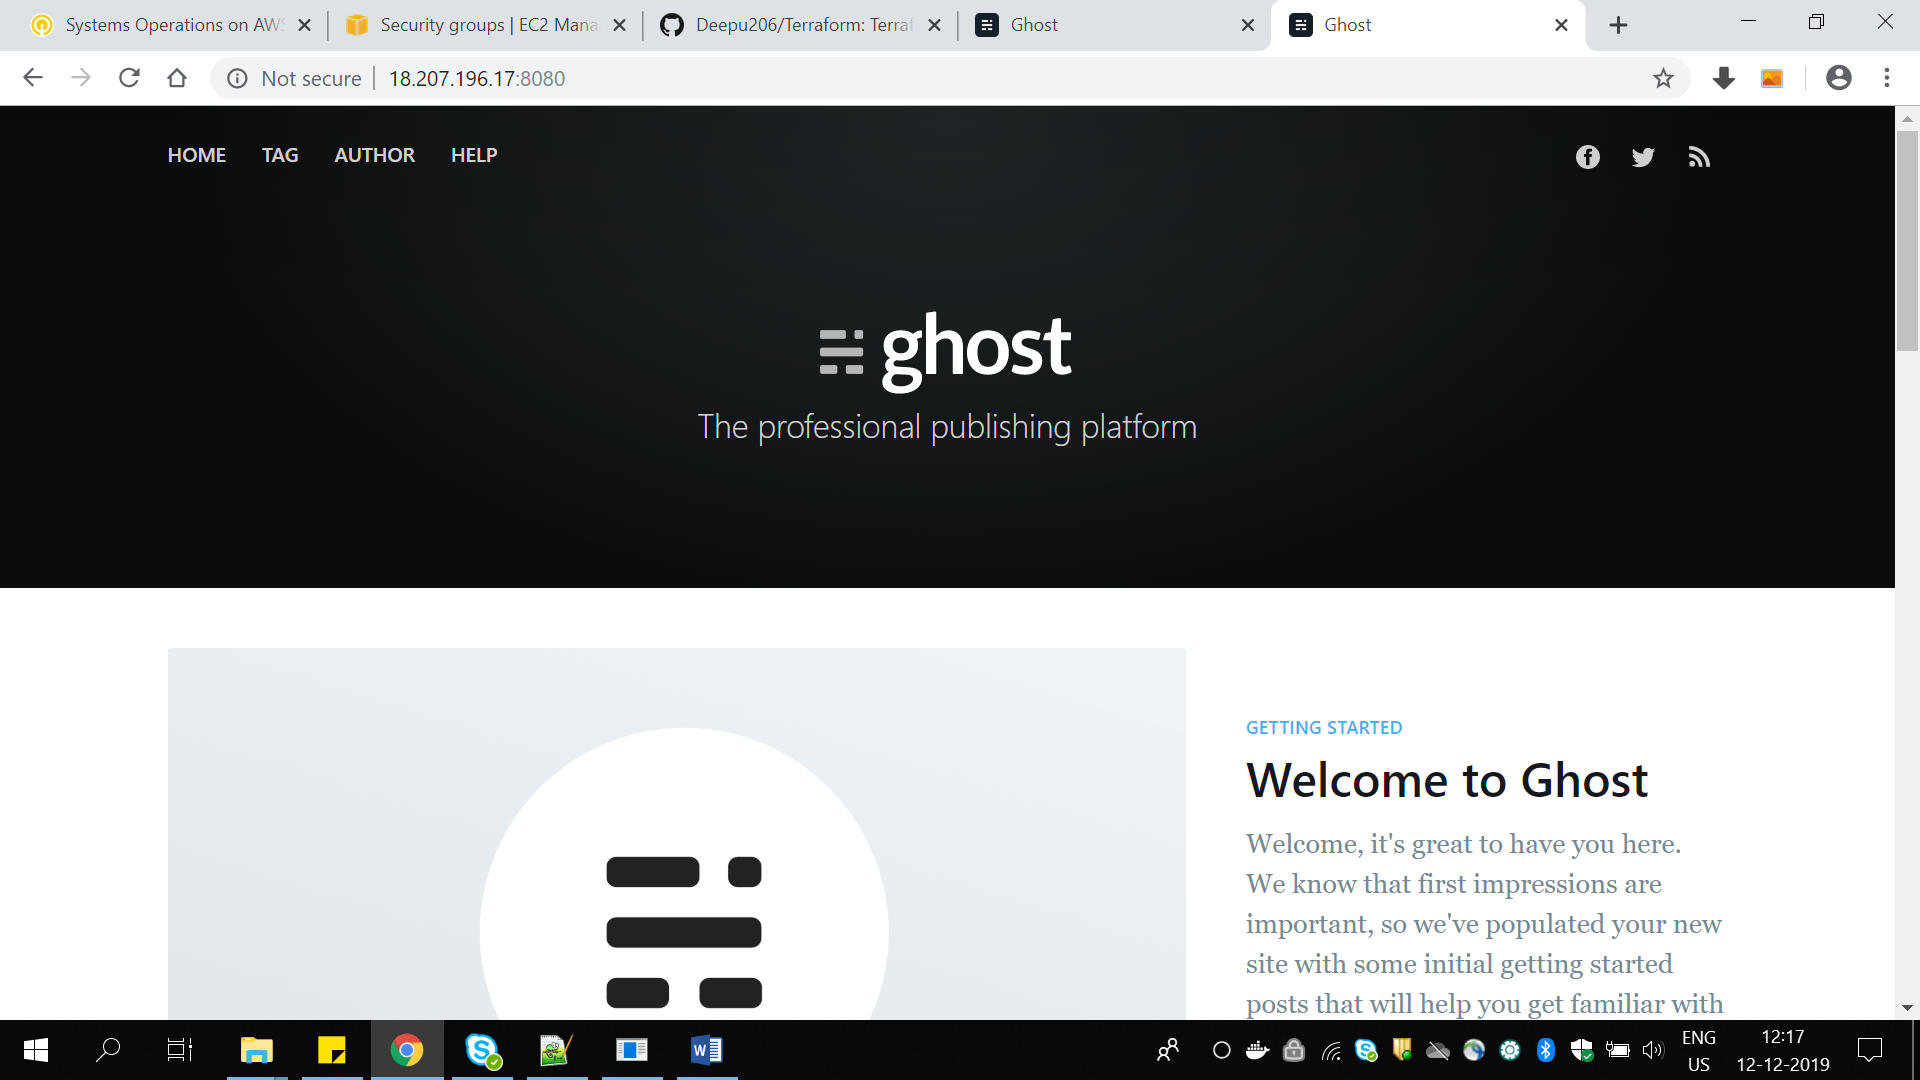 Systems Operations on AWS
Security groups | EC2 Mana
Deepu206/Terraform: Terraf
Ghost
Ghost
Not secure
18.207.196.17:8080
HOME
TAG
AUTHOR
HELP
ghost
The professional publishing platform
GETTING STARTED
Welcome to Ghost
Welcome, it's great to have you here.
We know that first impressions are
important, so we've populated your new
site with some initial getting started
posts that will help you get familiar with
ENG
US
12:17
12-12-2019